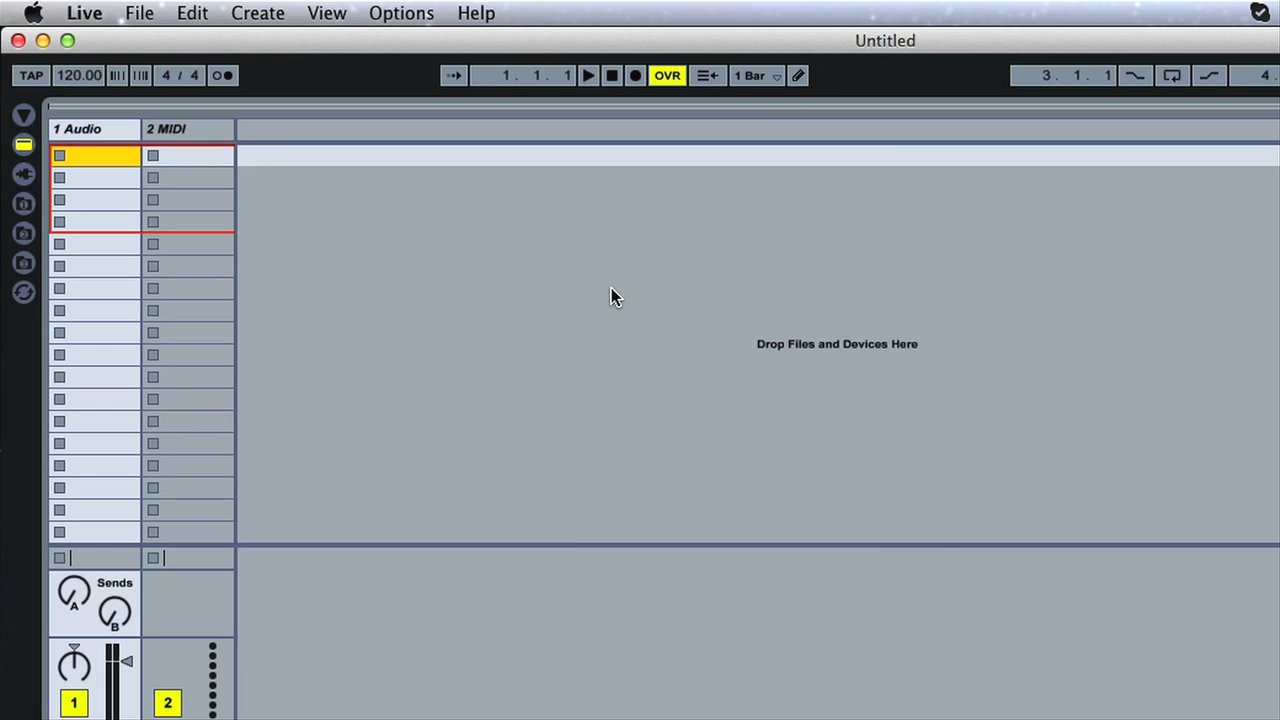 Live File Edit Create View Options Help
Untitled
TAP 120.00 4 / 4 1. 1. 1 OVR 1 Bar 3. 1. 1 4.
1 Audio 2 MIDI
Drop Files and Devices Here
Sends
A
B
1 2